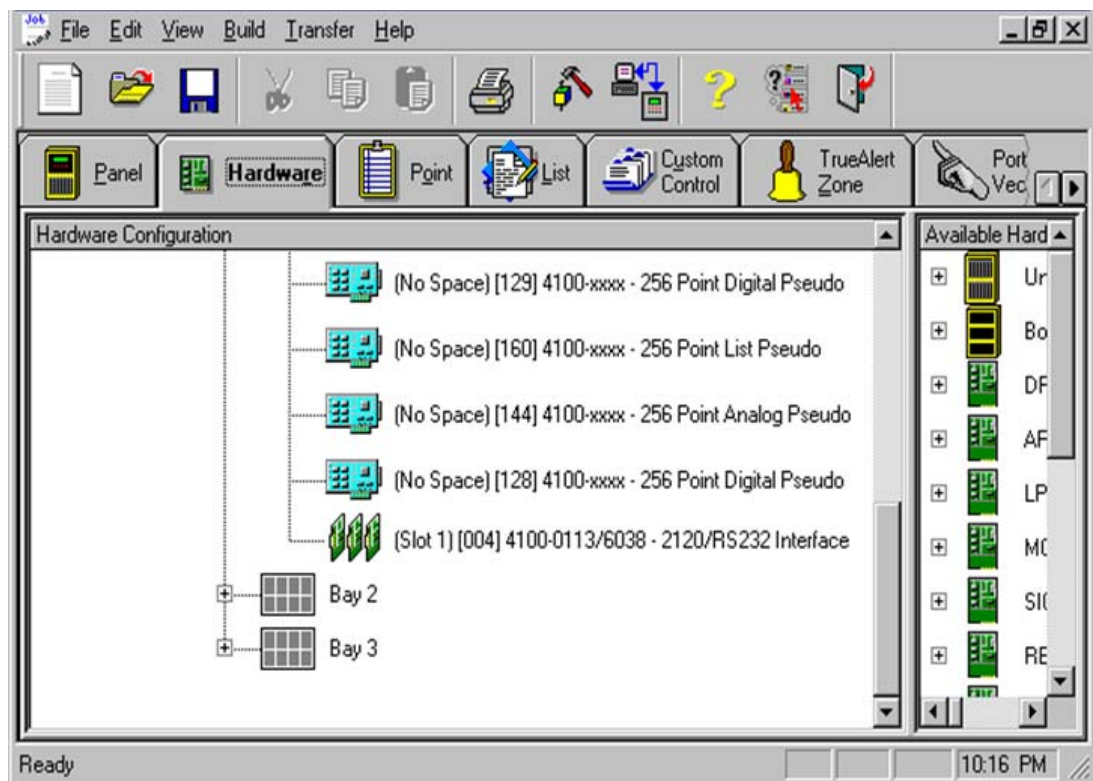 Job
File Edit View Build Transfer Help
Panel
Hardware
Point
List
Custom
Control
TrueAlert
Zone
Port
Vec
Hardware Configuration
Available Hard
(No Space) [129] 4100-xxxx - 256 Point Digital Pseudo
(No Space) [160] 4100-xxxx - 256 Point List Pseudo
(No Space) [144] 4100-xxxx - 256 Point Analog Pseudo
(No Space) [128] 4100-xxxx - 256 Point Digital Pseudo
(Slot 1) [004] 4100-0113/6038 - 2120/RS232 Interface
Bay 2
Bay 3
Bo
AF
LP
RE
Ready
10:16 PM